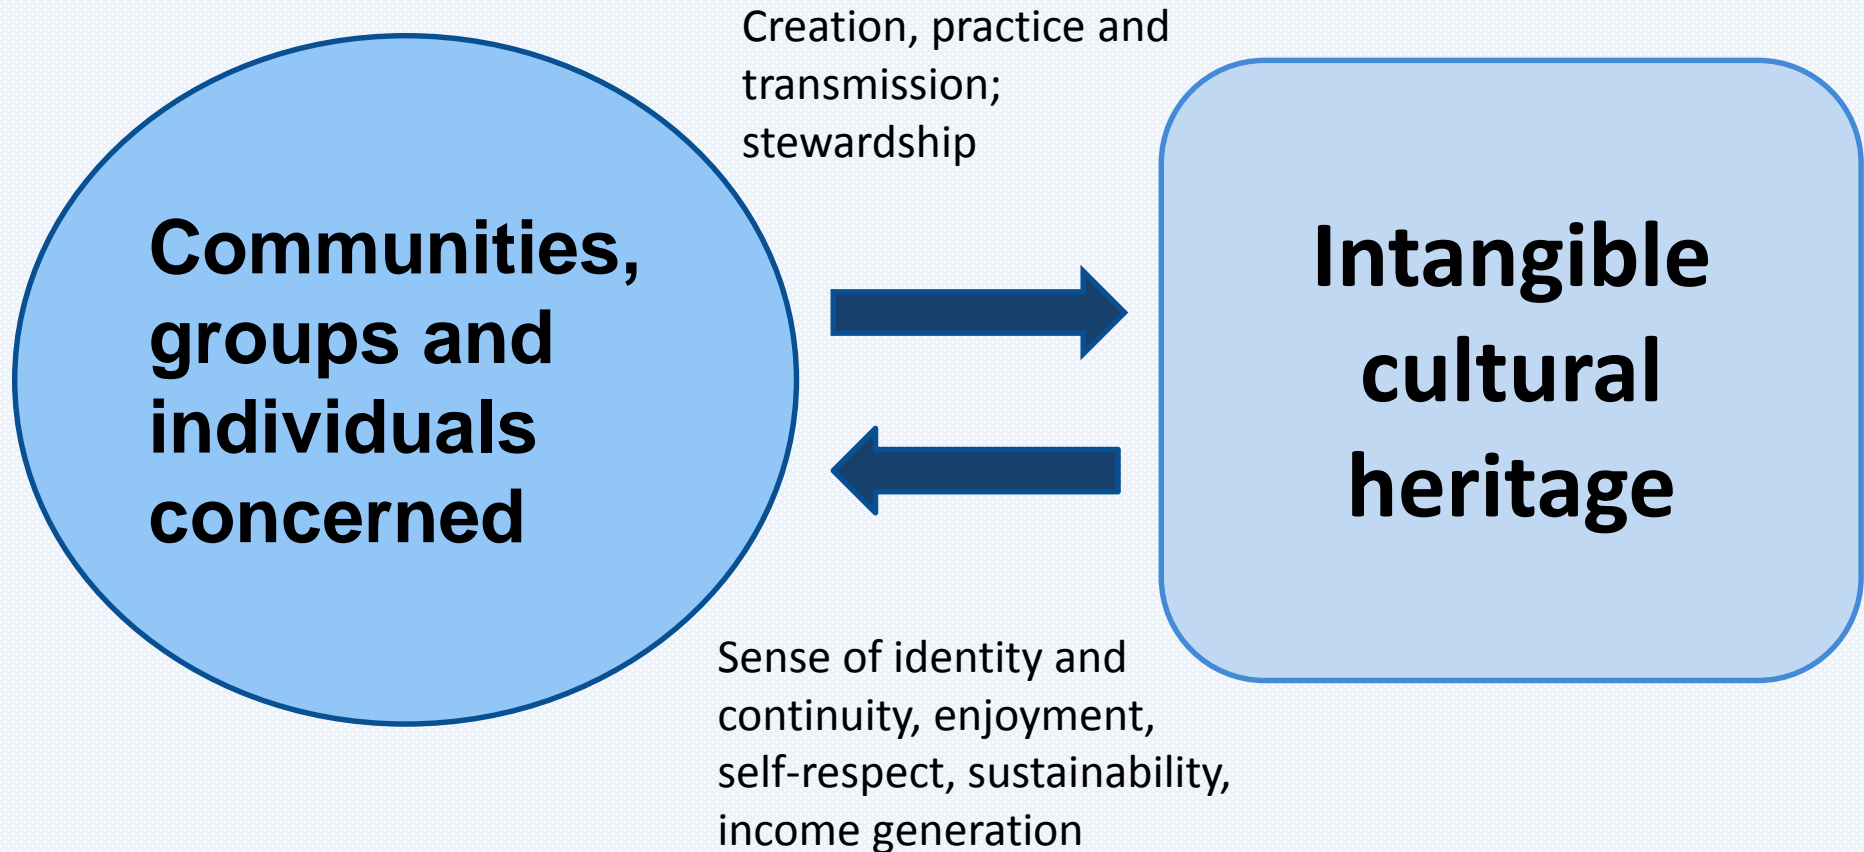 Creation, practice and
transmission;
stewardship
Communities,
groups and
individuals
concerned
Intangible
cultural
heritage
Sense of identity and
continuity, enjoyment,
self-respect, sustainability,
income generation